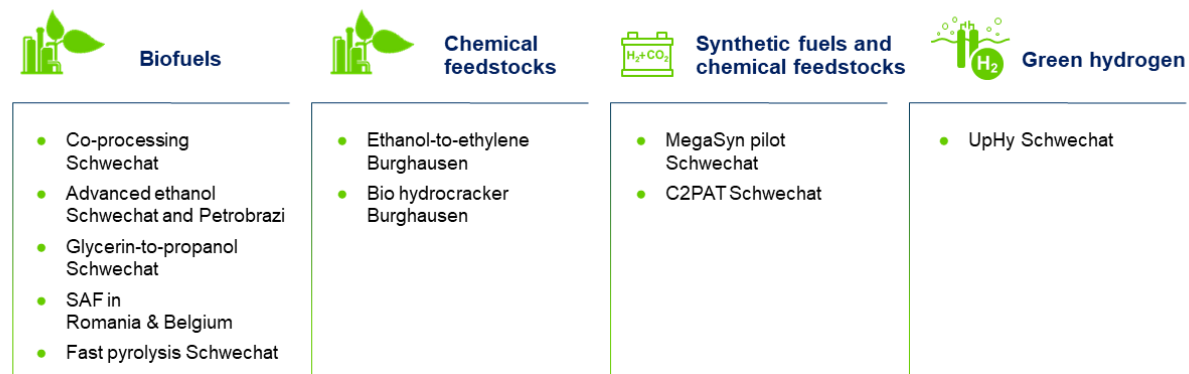 Biofuels
Co-processing
Schwechat
Advanced ethanol
Schwechat and Petrobrazi
Glycerin-to-propanol
Schwechat
SAF in
Romania & Belgium
Fast pyrolysis Schwechat
Chemical
feedstocks
Ethanol-to-ethylene
Burghausen
Bio hydrocracker
Burghausen
H₂+CO₂
Synthetic fuels and
chemical feedstocks
MegaSyn pilot
Schwechat
C2PAT Schwechat
H₂
Green hydrogen
UpHy Schwechat